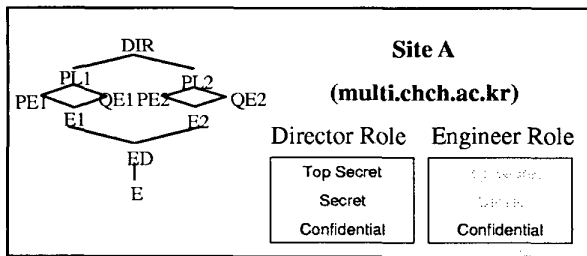 DIR
PL1 PL2
PE1 QE1 PE2 QE2
E1 E2
ED
E
Site A
(multi.chch.ac.kr)
Director Role Engineer Role
Top Secret
Secret
Confidential
Confidential